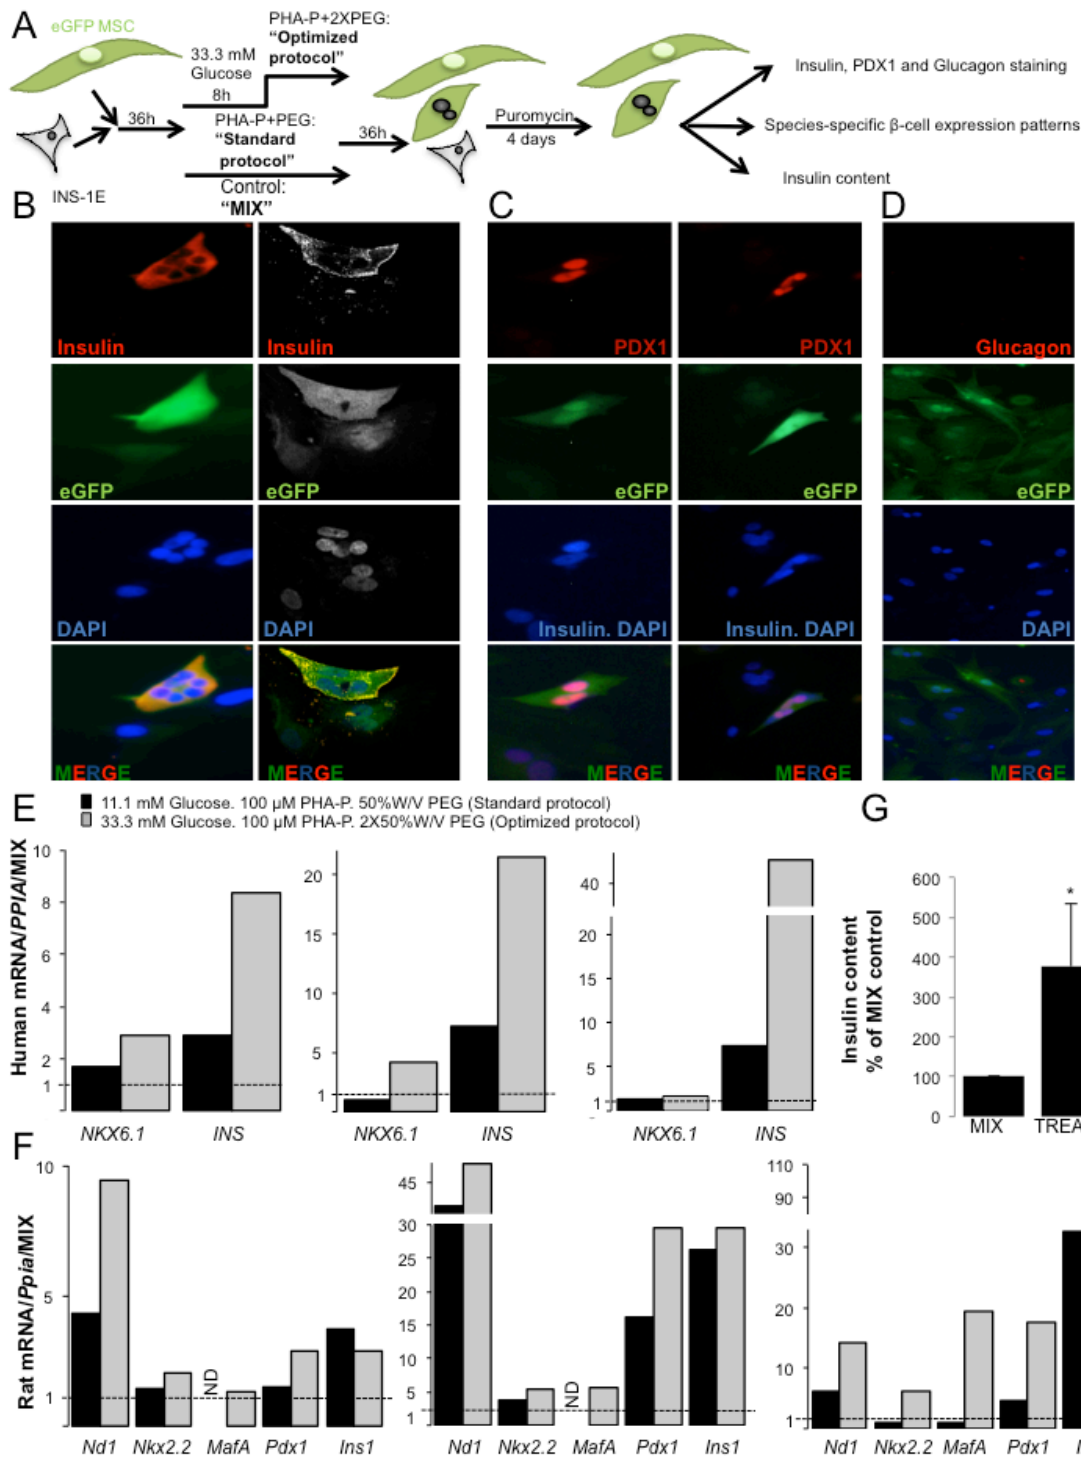 A
eGFP MSC
33.3 mM
Glucose
8h
PHA-P+2XPEG:
“Optimized
protocol”
36h
PHA-P+PEG:
“Standard
protocol”
Control:
“MIX”
36h
Puromycin
4 days
Insulin, PDX1 and Glucagon staining
Species-specific β-cell expression patterns
Insulin content
INS-1E
B
C
D
Insulin
Insulin
PDX1
PDX1
Glucagon
eGFP
eGFP
eGFP
eGFP
eGFP
DAPI
DAPI
Insulin. DAPI
Insulin. DAPI
DAPI
MERGE
MERGE
MERGE
MERGE
MERGE
E
11.1 mM Glucose. 100 µM PHA-P. 50%W/V PEG (Standard protocol)
33.3 mM Glucose. 100 µM PHA-P. 2X50%W/V PEG (Optimized protocol)
Human mRNA/PPIA/MIX
10
8
6
4
2
1
NKX6.1
INS
20
15
10
5
1
NKX6.1
INS
40
20
20
10
5
1
NKX6.1
INS
G
Insulin content
% of MIX control
600
500
400
300
200
100
0
*
MIX
TREA
F
Rat mRNA/Ppia/MIX
10
5
1
ND
Nd1
Nkx2.2
MafA
Pdx1
Ins1
45
30
25
20
15
10
5
1
ND
Nd1
Nkx2.2
MafA
Pdx1
Ins1
110
90
30
20
10
1
Nd1
Nkx2.2
MafA
Pdx1
I